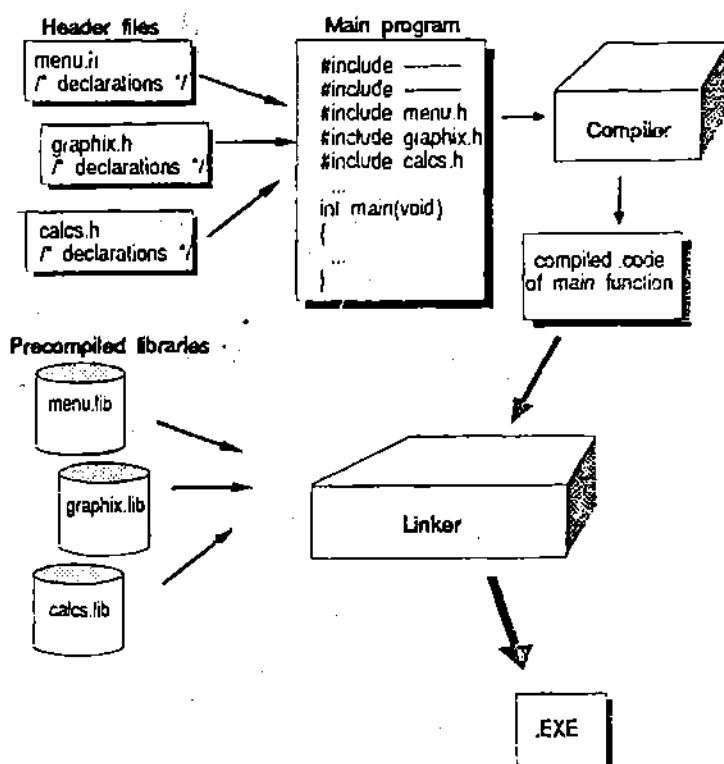 Header files
menu.h
/* declarations */
graphix.h
/* declarations */
calcs.h
/* declarations */
Main program
#include
#include
#include menu.h
#include graphix.h
#include calcs.h
...
int main(void)
{
...
}
Compiler
compiled code
of main function
Precompiled libraries
menu.lib
graphix.lib
calcs.lib
Linker
.EXE